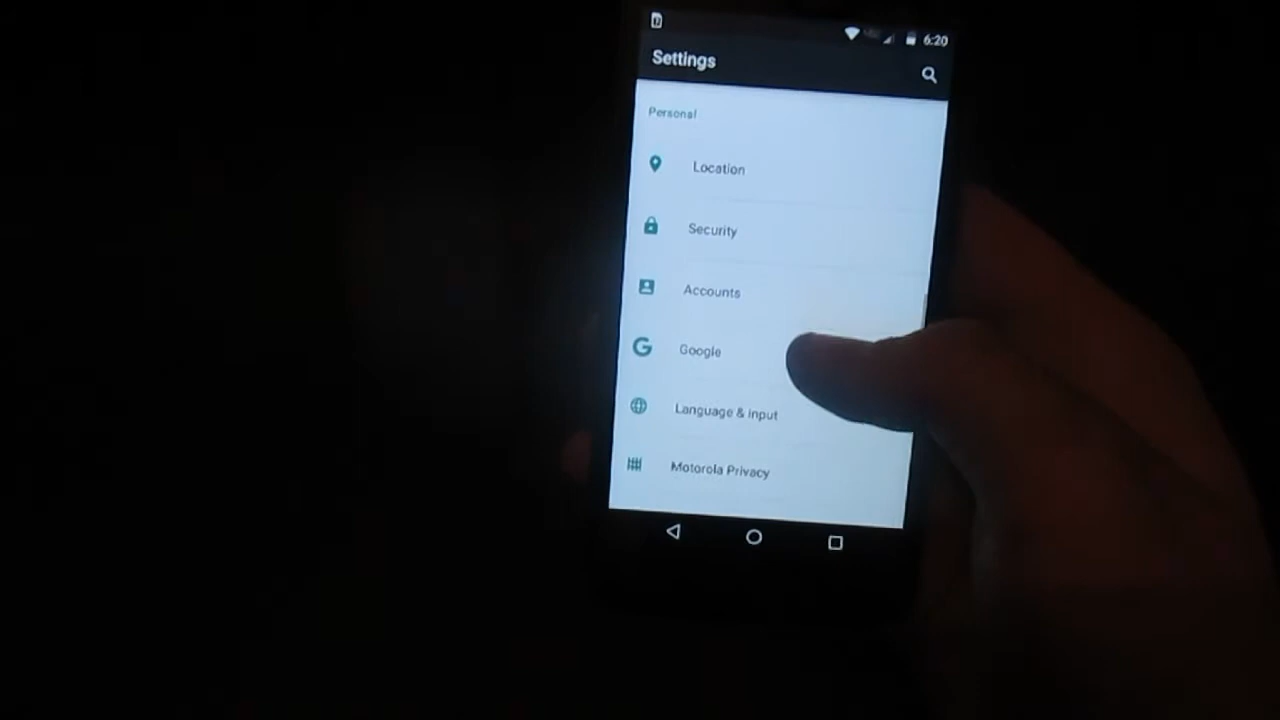 6:20
Settings
Personal
Location
Security
Accounts
Google
Language & input
Motorola Privacy